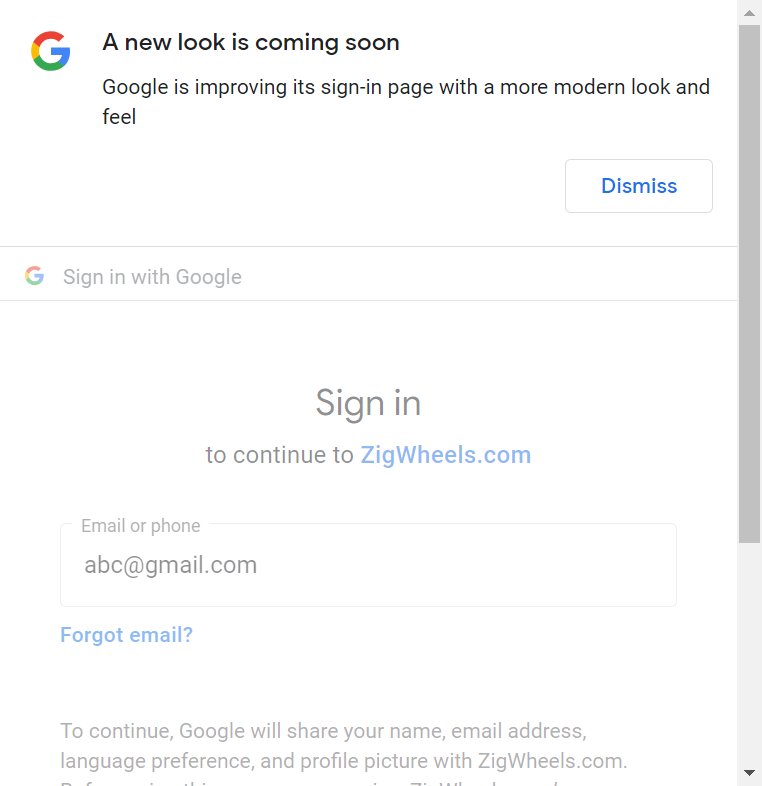 A new look is coming soon
Google is improving its sign-in page with a more modern look and
feel
Dismiss
Sign in with Google
Sign in
to continue to ZigWheels.com
Email or phone
abc@gmail.com
Forgot email?
To continue, Google will share your name, email address,
language preference, and profile picture with ZigWheels.com.